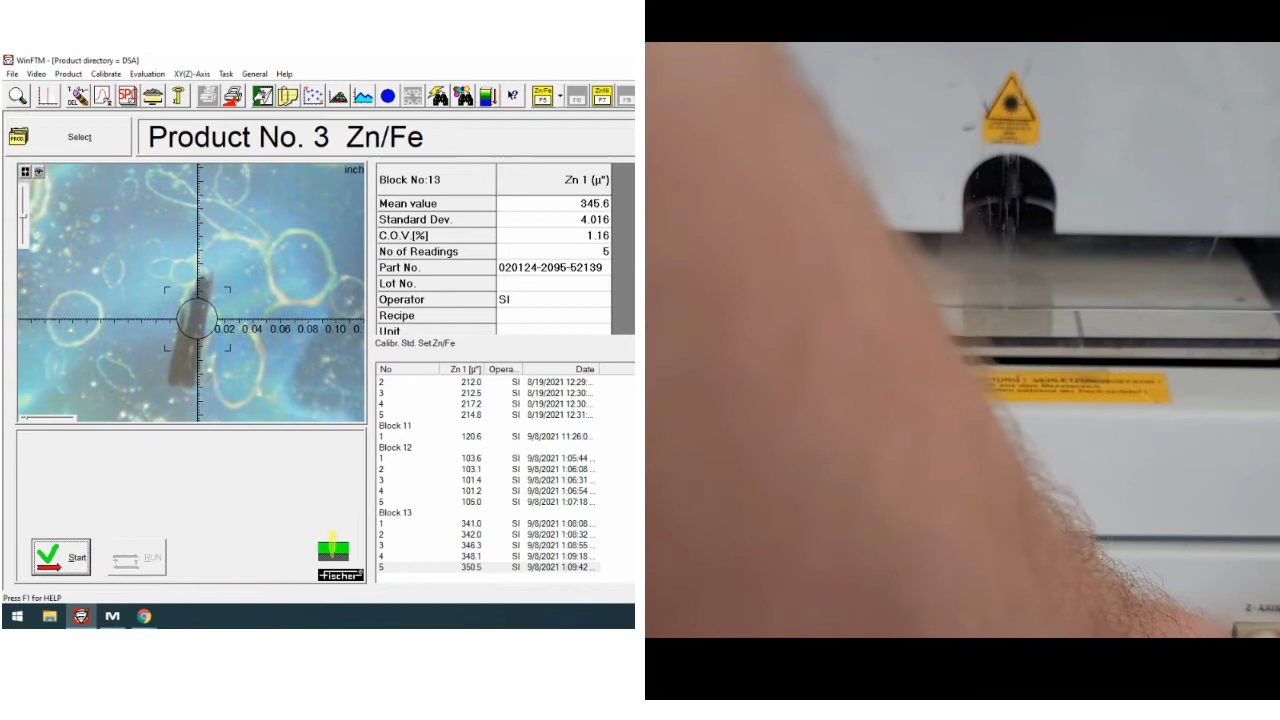 WinFTM - [Product directory = DSA]
File Video Product Calibrate Evaluation XY(Z)-Axis Task General Help
DEL SPC Zn/Fe F5 ZnNi F7
PROD. Select Product No. 3 Zn/Fe
inch
0.02 0.04 0.06 0.08 0.10 0.
Block No:13 Zn 1 (µ")
Mean value 345.6
Standard Dev. 4.016
C.O.V.[%] 1.16
No of Readings 5
Part No. 020124-2095-52139
Lot No.
Operator SI
Recipe
Unit
Calibr. Std. Set Zn/Fe
No Zn 1 [µ"] Opera... Date
2 212.0 SI 8/19/2021 12:29:...
3 212.5 SI 8/19/2021 12:30:...
4 217.2 SI 8/19/2021 12:30:...
5 214.8 SI 8/19/2021 12:31:...
Block 11
1 120.6 SI 9/8/2021 11:26:0...
Block 12
1 103.6 SI 9/8/2021 1:05:44 ...
2 103.1 SI 9/8/2021 1:06:08 ...
3 101.4 SI 9/8/2021 1:06:31 ...
4 101.2 SI 9/8/2021 1:06:54 ...
5 105.0 SI 9/8/2021 1:07:18 ...
Block 13
1 341.0 SI 9/8/2021 1:08:08 ...
2 342.0 SI 9/8/2021 1:08:32 ...
3 346.3 SI 9/8/2021 1:08:55 ...
4 348.1 SI 9/8/2021 1:09:18 ...
5 350.5 SI 9/8/2021 1:09:42 ...
Start RUN
fischer
Press F1 for HELP
Z-AXIS